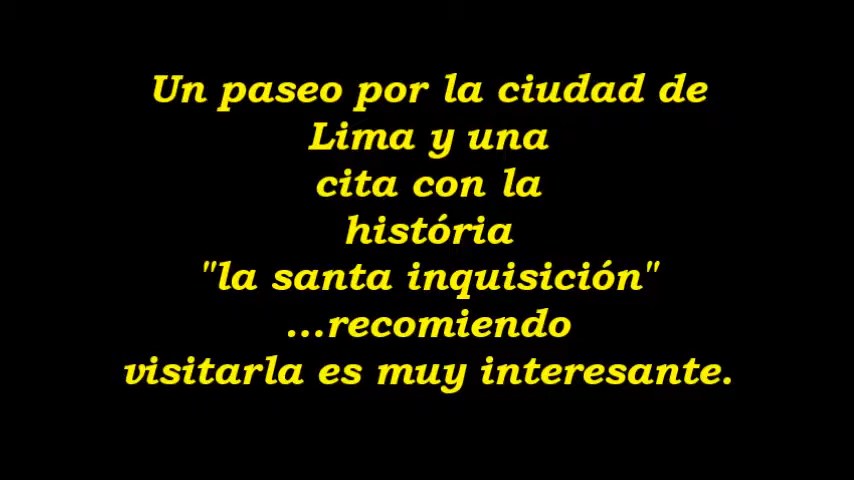 Un paseo por la ciudad de
Lima y una
cita con la
história
"la santa inquisición"
...recomiendo
visitarla es muy interesante.